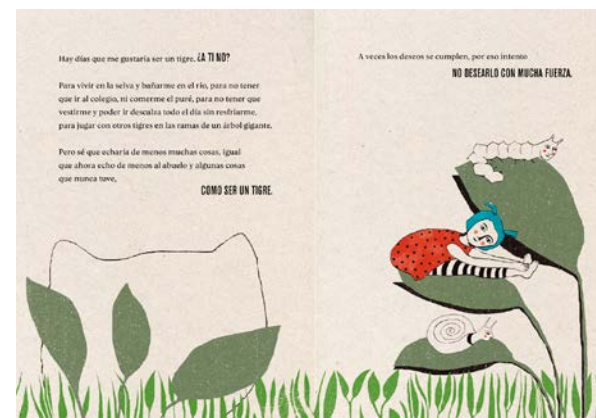 Hay días que me gustaría ser un tigre. ¿A TI NO?
Para vivir en la selva y bañarme en el río, para no tener
que ir al colegio, ni comerme el puré, para no tener que
vestirme y poder ir descalza todo el día sin resfriarme,
para jugar con otros tigres en las ramas de un árbol gigante.
Pero sé que echaría de menos muchas cosas, igual
que ahora echo de menos al abuelo y algunas cosas
que nunca tuve,
COMO SER UN TIGRE.
A veces los deseos se cumplen, por eso intento
NO DESEARLO CON MUCHA FUERZA.